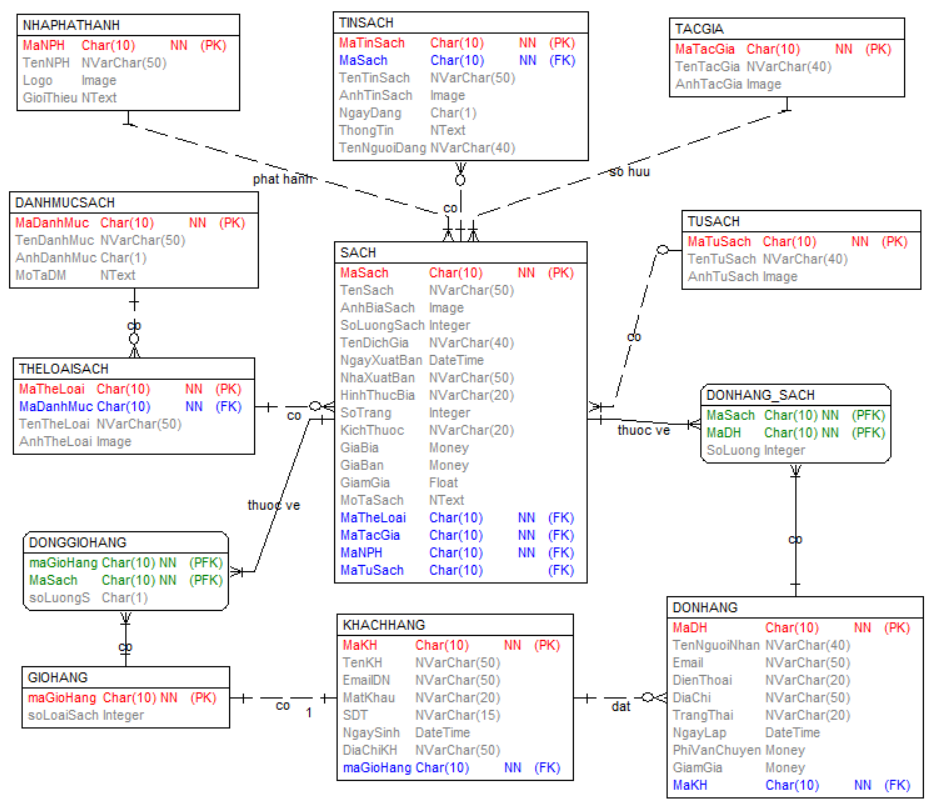 NHAPHATHANH
MaNPH Char(10) NN (PK)
TenNPH NVarChar(50)
Logo Image
GioiThieu NText
TINSACH
MaTinSach Char(10) NN (PK)
MaSach Char(10) NN (FK)
TenTinSach NVarChar(50)
AnhTinSach Image
NgayDang Char(1)
ThongTin NText
TenNguoiDang NVarChar(40)
TACGIA
MaTacGia Char(10) NN (PK)
TenTacGia NVarChar(40)
AnhTacGia Image
phat hanh
co
so huu
DANHMUCSACH
MaDanhMuc Char(10) NN (PK)
TenDanhMuc NVarChar(50)
AnhDanhMuc Char(1)
MoTaDM NText
co
THELOAISACH
MaTheLoai Char(10) NN (PK)
MaDanhMuc Char(10) NN (FK)
TenTheLoai NVarChar(50)
AnhTheLoai Image
co
SACH
MaSach Char(10) NN (PK)
TenSach NVarChar(50)
AnhBiaSach Image
SoLuongSach Integer
TenDichGia NVarChar(40)
NgayXuatBan DateTime
NhaXuatBan NVarChar(50)
HinhThucBia NVarChar(20)
SoTrang Integer
KichThuoc NVarChar(20)
GiaBia Money
GiaBan Money
GiamGia Float
MoTaSach NText
MaTheLoai Char(10) NN (FK)
MaTacGia Char(10) NN (FK)
MaNPH Char(10) NN (FK)
MaTuSach Char(10) (FK)
TUSACH
MaTuSach Char(10) NN (PK)
TenTuSach NVarChar(40)
AnhTuSach Image
co
thuoc ve
DONHANG_SACH
MaSach Char(10) NN (PFK)
MaDH Char(10) NN (PFK)
SoLuong Integer
co
thuoc ve
DONGGIOHANG
maGioHang Char(10) NN (PFK)
MaSach Char(10) NN (PFK)
soLuongS Char(1)
co
GIOHANG
maGioHang Char(10) NN (PK)
soLoaiSach Integer
co
1
KHACHHANG
MaKH Char(10) NN (PK)
TenKH NVarChar(50)
EmailDN NVarChar(50)
MatKhau NVarChar(20)
SDT NVarChar(15)
NgaySinh DateTime
DiaChiKH NVarChar(50)
maGioHang Char(10) NN (FK)
dat
DONHANG
MaDH Char(10) NN (PK)
TenNguoiNhan NVarChar(40)
Email NVarChar(50)
DienThoai NVarChar(20)
DiaChi NVarChar(50)
TrangThai NVarChar(20)
NgayLap DateTime
PhiVanChuyen Money
GiamGia Money
MaKH Char(10) NN (FK)